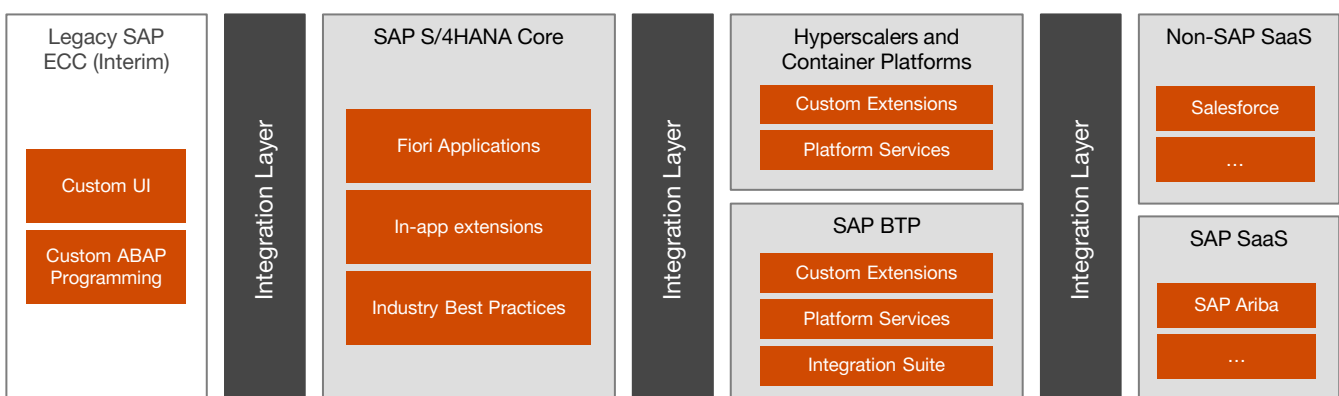 Legacy SAP
ECC (Interim)
Custom UI
Custom ABAP
Programming
Integration Layer
SAP S/4HANA Core
Fiori Applications
In-app extensions
Industry Best Practices
Integration Layer
Hyperscalers and
Container Platforms
Custom Extensions
Platform Services
SAP BTP
Custom Extensions
Platform Services
Integration Suite
Integration Layer
Non-SAP SaaS
Salesforce
...
SAP SaaS
SAP Ariba
...